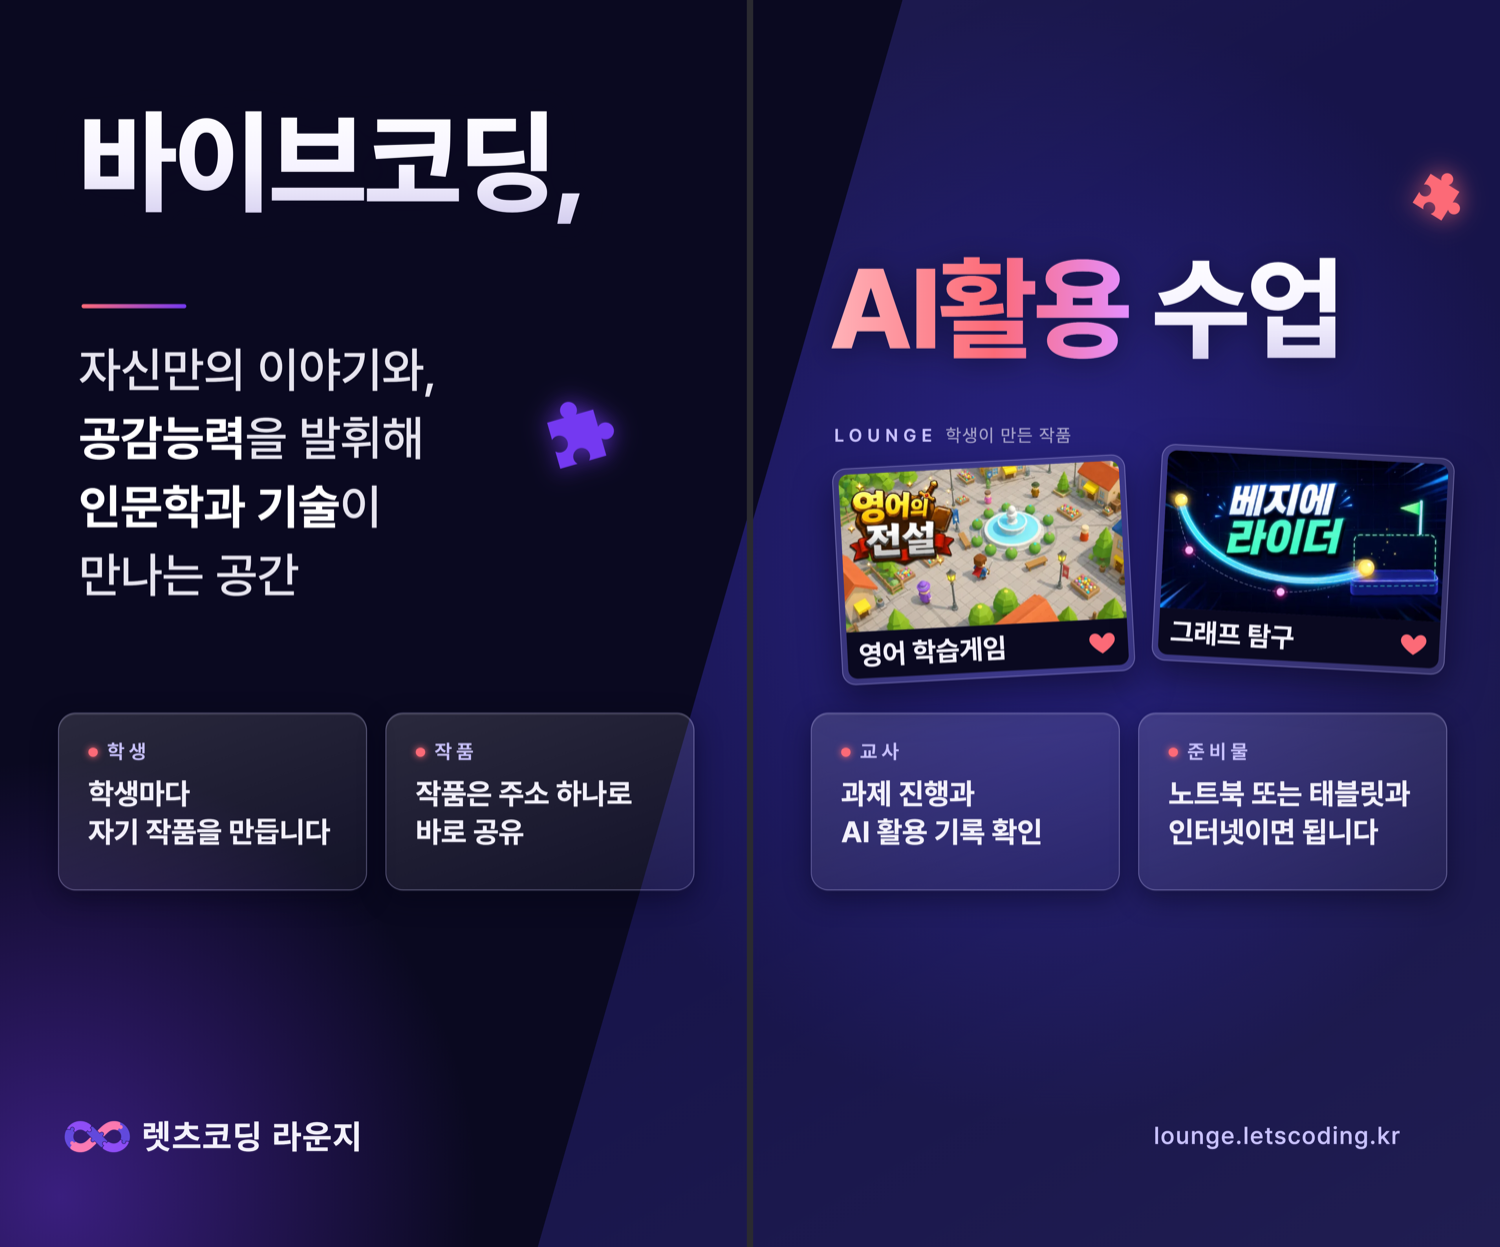 바이브코딩,
자신만의 이야기와,
공감능력을 발휘해
인문학과 기술이
만나는 공간
학생
학생마다
자기 작품을 만듭니다
작품
작품은 주소 하나로
바로 공유
렛츠코딩 라운지
AI활용 수업
LOUNGE 학생이 만든 작품
영어의
전설
영어 학습게임
베지에
라이더
그래프 탐구
교사
과제 진행과
AI 활용 기록 확인
준비물
노트북 또는 태블릿과
인터넷이면 됩니다
lounge.letscoding.kr